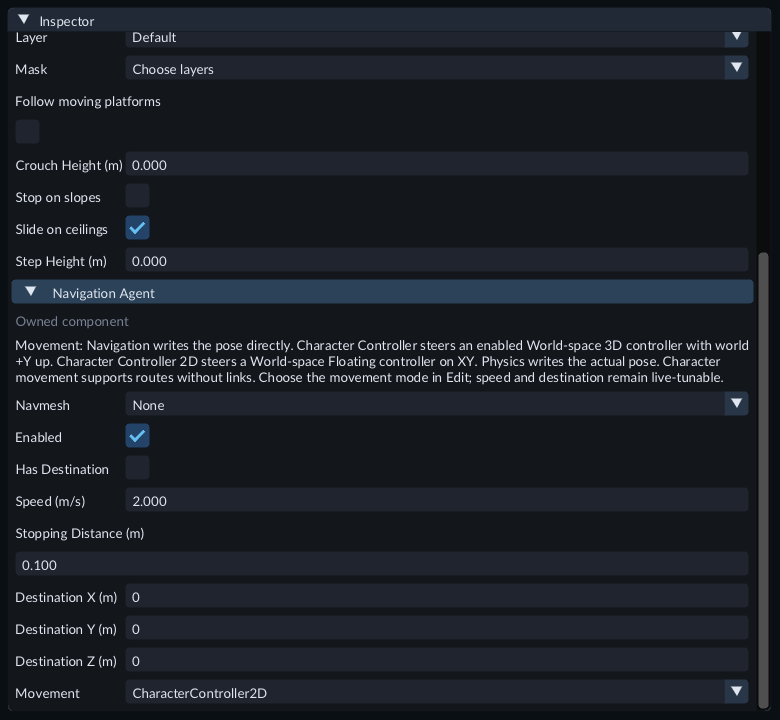 Inspector
Layer Default
Mask Choose layers
Follow moving platforms
Crouch Height (m) 0.000
Stop on slopes
Slide on ceilings
Step Height (m) 0.000
Navigation Agent
Owned component
Movement: Navigation writes the pose directly. Character Controller steers an enabled World-space 3D controller with world
+Y up. Character Controller 2D steers a World-space Floating controller on XY. Physics writes the actual pose. Character
movement supports routes without links. Choose the movement mode in Edit; speed and destination remain live-tunable.
Navmesh None
Enabled
Has Destination
Speed (m/s) 2.000
Stopping Distance (m)
0.100
Destination X (m) 0
Destination Y (m) 0
Destination Z (m) 0
Movement CharacterController2D